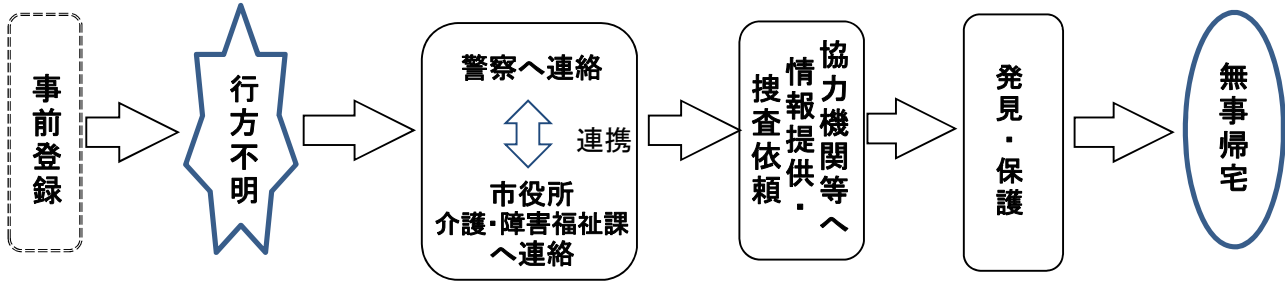 事前登録
行方不明
警察へ連絡
連携
市役所
介護・障害福祉課
へ連絡
協力機関等へ
情報提供・
捜査依頼
発見・保護
無事帰宅